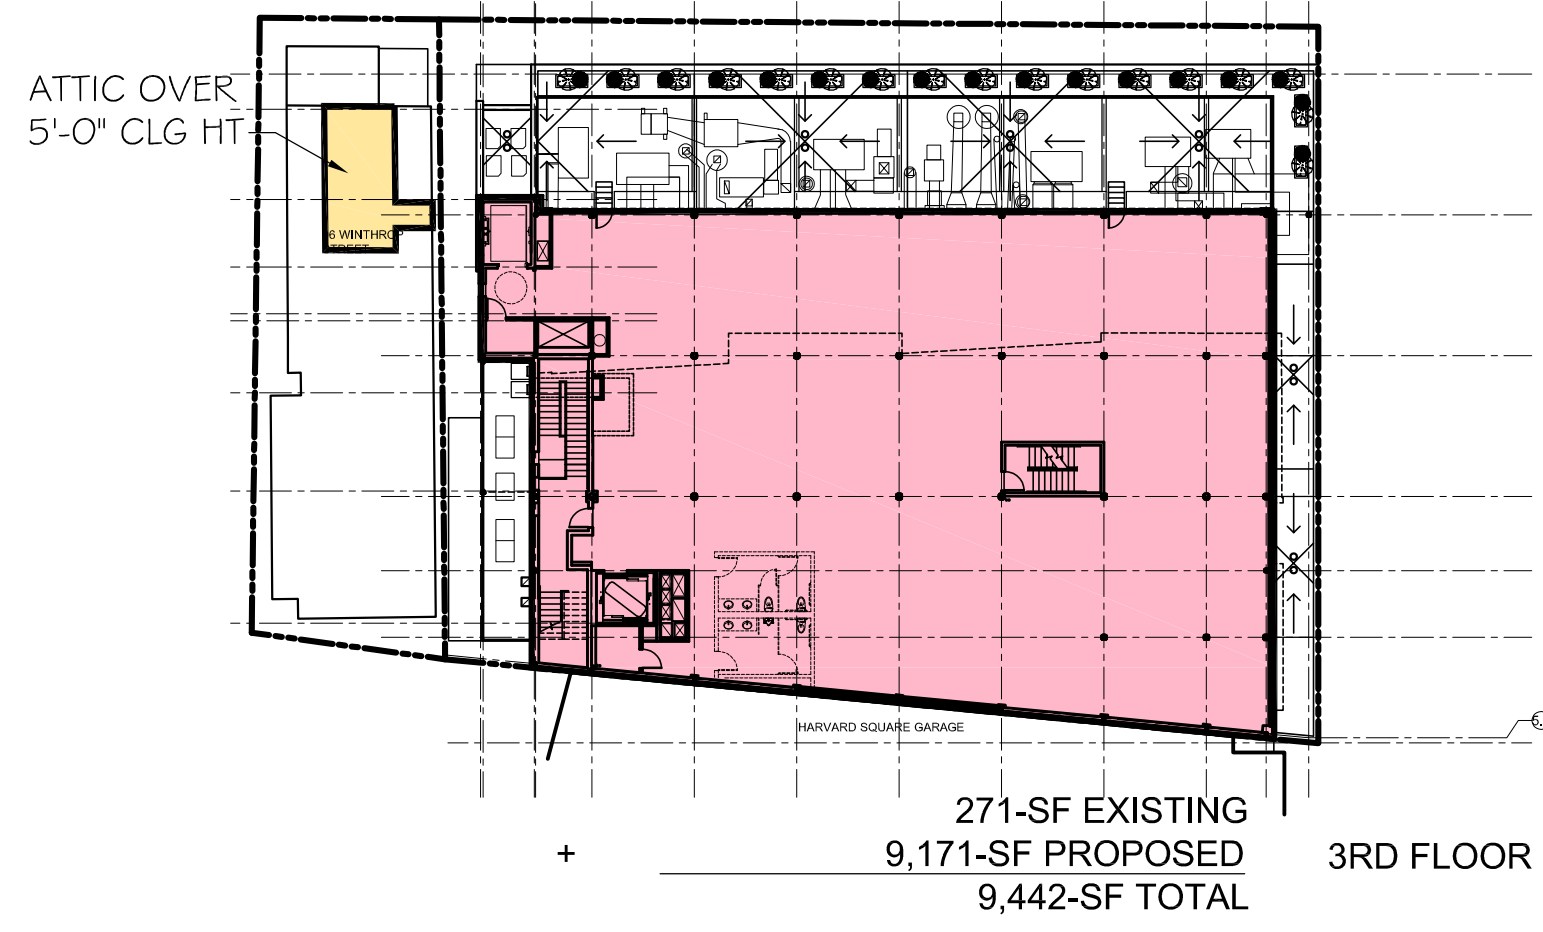 ATTIC OVER
5'-0" CLG HT
6 WINTHROP
STREET
HARVARD SQUARE GARAGE
271-SF EXISTING
+ 9,171-SF PROPOSED
3RD FLOOR
9,442-SF TOTAL